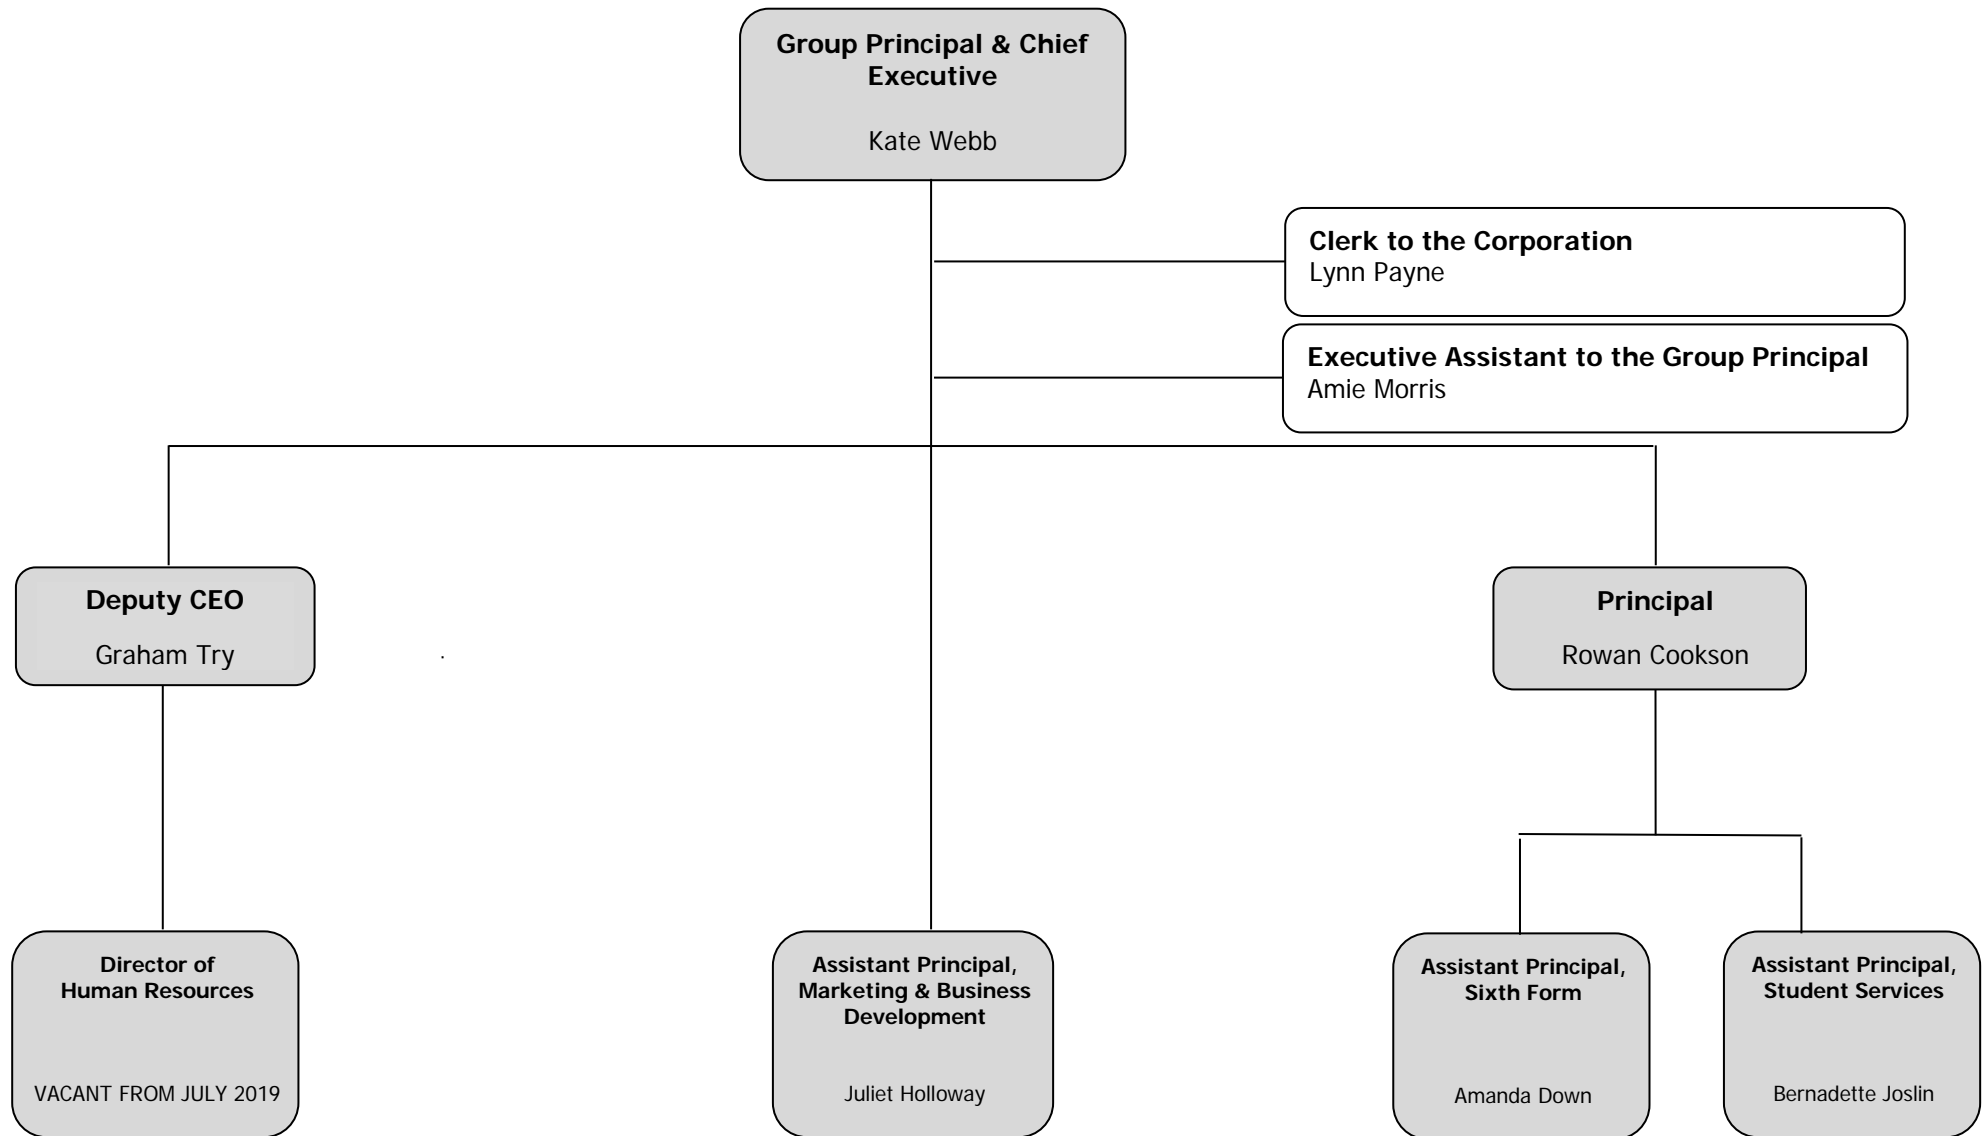 Group Principal & Chief
Executive
Kate Webb
Clerk to the Corporation
Lynn Payne
Executive Assistant to the Group Principal
Amie Morris
Deputy CEO
Graham Try
Principal
Rowan Cookson
Director of
Human Resources
VACANT FROM JULY 2019
Assistant Principal,
Marketing & Business
Development
Juliet Holloway
Assistant Principal,
Sixth Form
Amanda Down
Assistant Principal,
Student Services
Bernadette Joslin